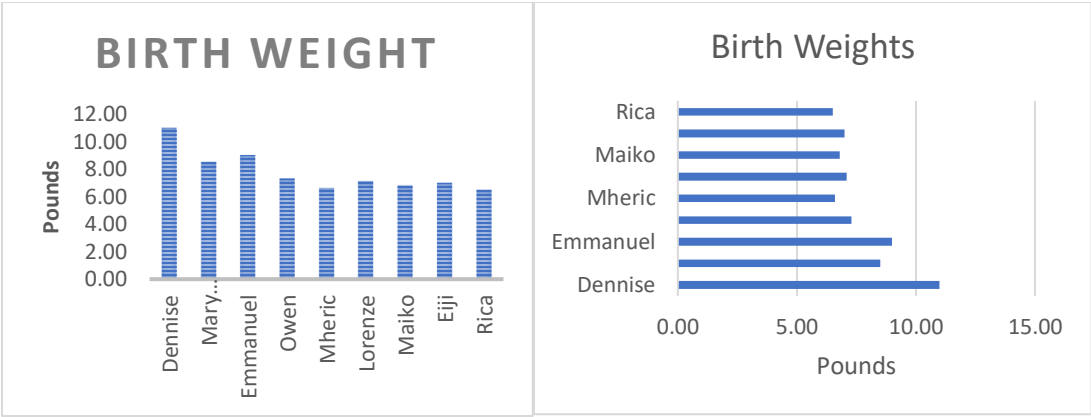 BIRTH WEIGHT
12.00
10.00
8.00
6.00
4.00
2.00
0.00
Pounds
Dennise
Mary...
Emmanuel
Owen
Mheric
Lorenze
Maiko
Eiji
Rica
Birth Weights
Rica
Maiko
Mheric
Emmanuel
Dennise
0.00 5.00 10.00 15.00
Pounds